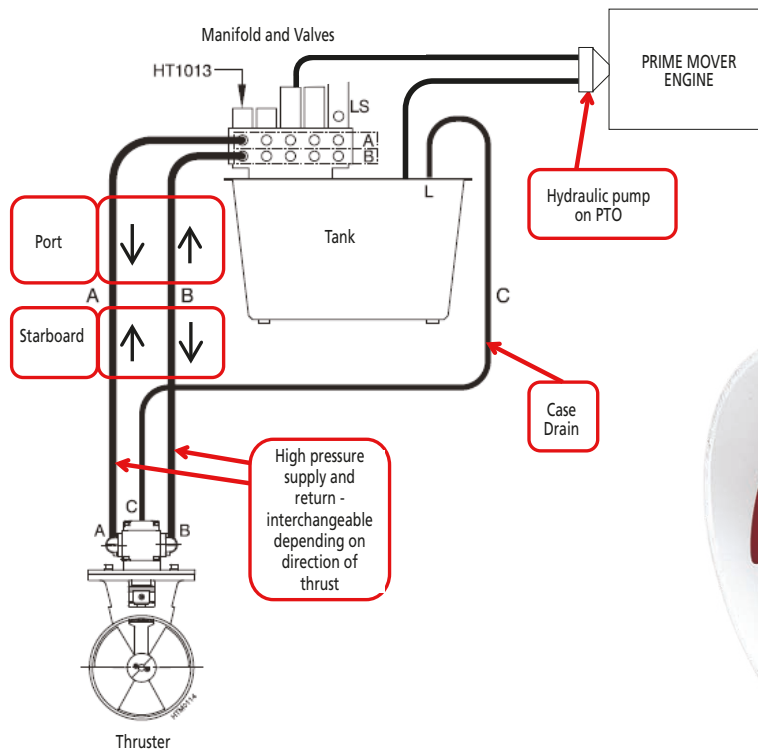 Manifold and Valves
HT1013
LS
A
B
PRIME MOVER
ENGINE
Hydraulic pump
on PTO
L
Tank
Port
A
B
C
Starboard
Case
Drain
High pressure
supply and
return -
interchangeable
depending on
direction of
thrust
C
A
B
HTM0114
Thruster